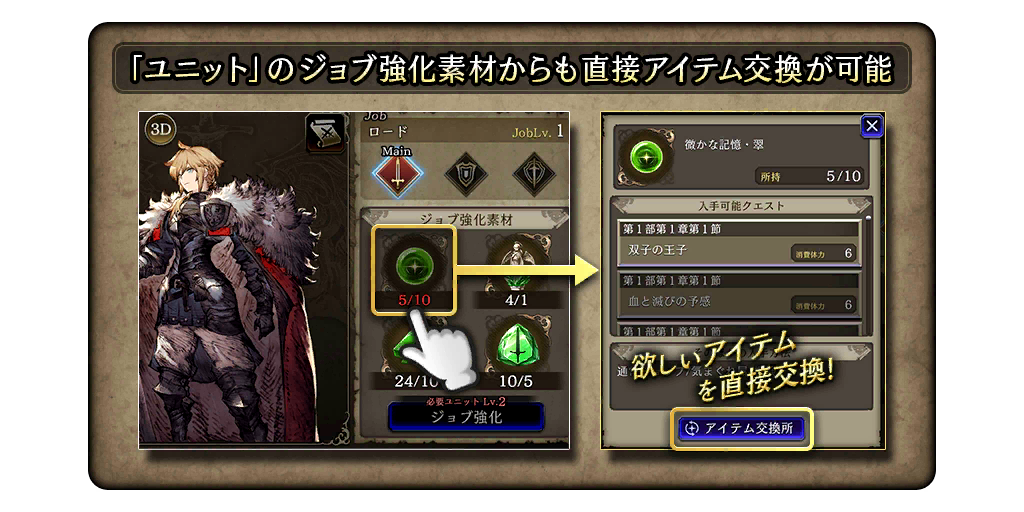 「ユニット」のジョブ強化素材からも直接アイテム交換が可能
3D
Job
ロード
JobLv. 1
Main
ジョブ強化素材
5/10
4/1
24/10
10/5
必要ユニット Lv.2
ジョブ強化
微かな記憶・翠
所持 5/10
入手可能クエスト
第1部第1章第1節
双子の王子
消費体力 6
第1部第1章第1節
血と滅びの予感
消費体力 6
第1部第1章第1節
欲しいアイテム
を直接交換!
アイテム交換所